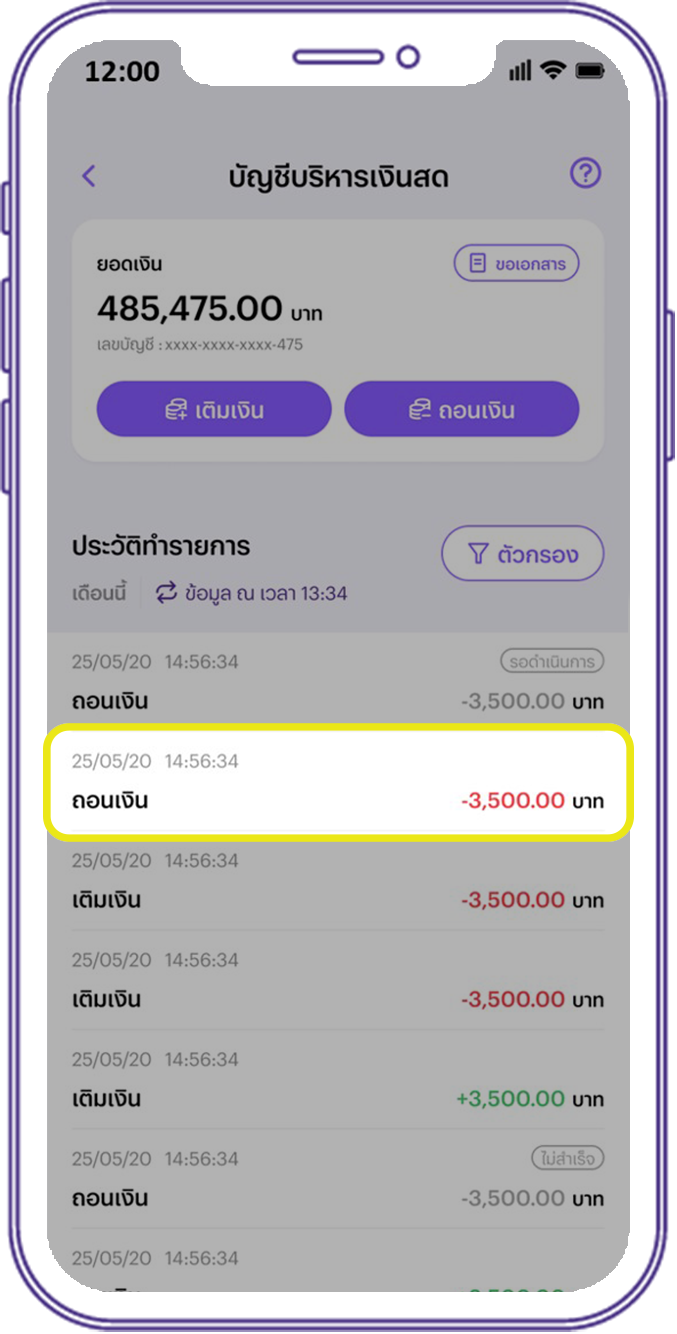 12:00
บัญชีบริหารเงินสด
ยอดเงิน
ขอเอกสาร
485,475.00 บาท
เลขบัญชี : xxxx-xxxx-xxxx-475
เติมเงิน
ถอนเงิน
ประวัติทำรายการ
ตัวกรอง
เดือนนี้
ข้อมูล ณ เวลา 13:34
25/05/20 14:56:34
รอดำเนินการ
ถอนเงิน -3,500.00 บาท
25/05/20 14:56:34
ถอนเงิน -3,500.00 บาท
25/05/20 14:56:34
เติมเงิน -3,500.00 บาท
25/05/20 14:56:34
เติมเงิน -3,500.00 บาท
25/05/20 14:56:34
เติมเงิน +3,500.00 บาท
25/05/20 14:56:34
ไม่สำเร็จ
ถอนเงิน -3,500.00 บาท
25/05/20 14:56:34